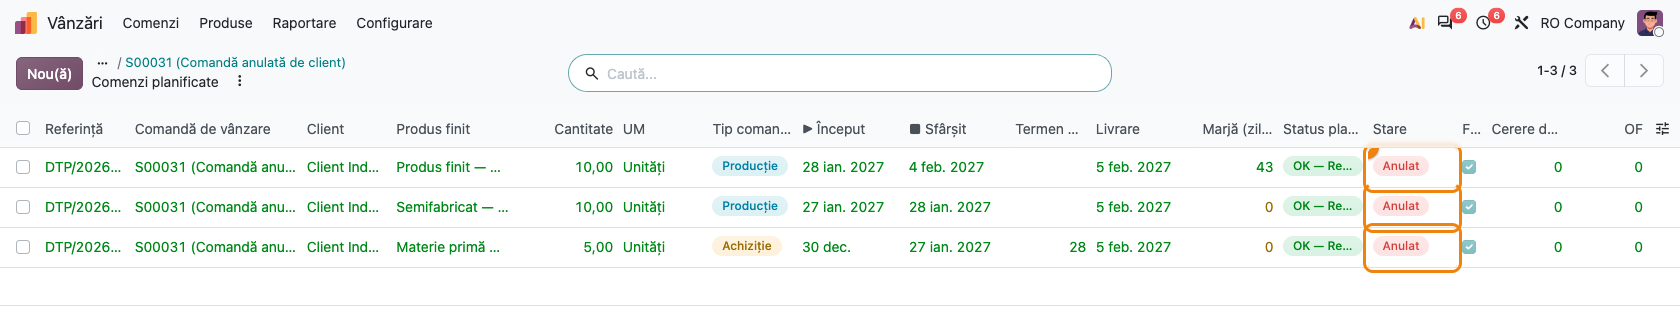 Vânzări Comenzi Produse Raportare Configurare AI 6 6 RO Company
Nou(ă) ... / S00031 (Comandă anulată de client)
Comenzi planificate
Caută...
1-3 / 3
Referință Comandă de vânzare Client Produs finit Cantitate UM Tip coman... Început Sfârșit Termen ... Livrare Marjă (zil... Status pla... Stare F... Cerere d... OF
DTP/2026... S00031 (Comandă anu... Client Ind... Produs finit — ... 10,00 Unități Producție 28 ian. 2027 4 feb. 2027 5 feb. 2027 43 OK — Re... Anulat 0 0
DTP/2026... S00031 (Comandă anu... Client Ind... Semifabricat — ... 10,00 Unități Producție 27 ian. 2027 28 ian. 2027 5 feb. 2027 0 OK — Re... Anulat 0 0
DTP/2026... S00031 (Comandă anu... Client Ind... Materie primă ... 5,00 Unități Achiziție 30 dec. 27 ian. 2027 28 5 feb. 2027 0 OK — Re... Anulat 0 0